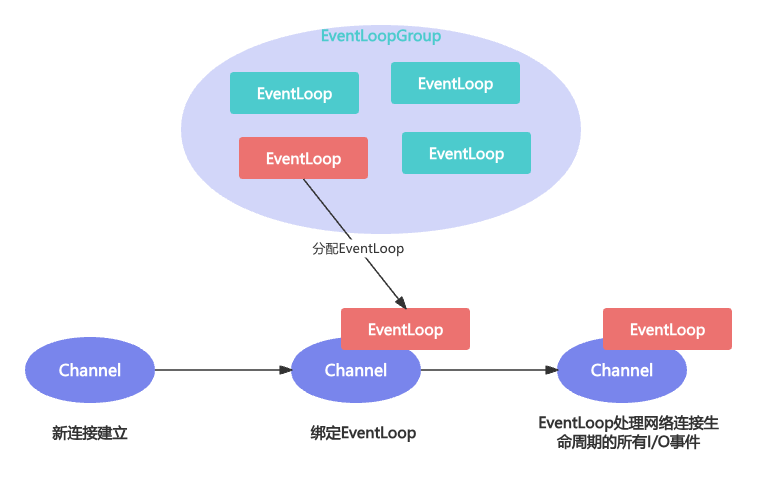 EventLoopGroup
EventLoop
EventLoop
EventLoop
EventLoop
分配EventLoop
EventLoop
EventLoop
Channel
Channel
Channel
新连接建立
绑定EventLoop
EventLoop处理网络连接生
命周期的所有I/O事件